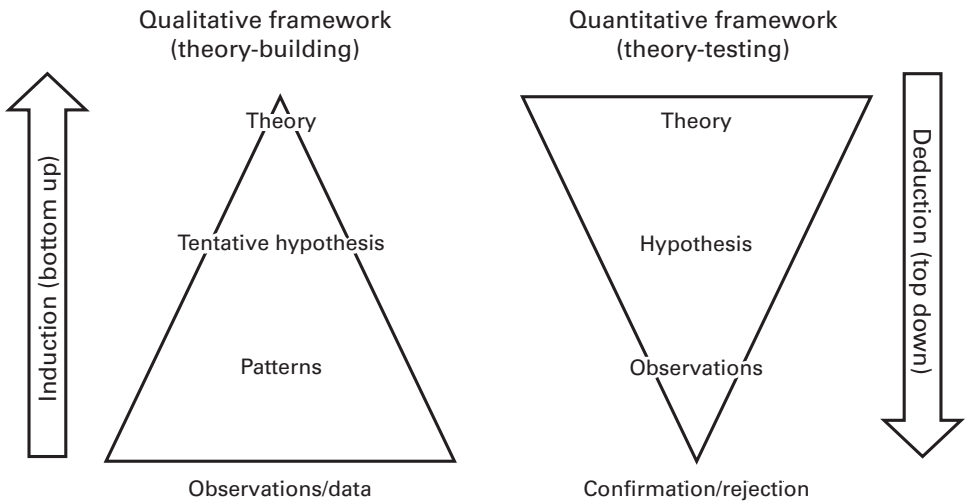 Qualitative framework
(theory-building)
Quantitative framework
(theory-testing)
Induction (bottom up)
Theory
Tentative hypothesis
Patterns
Observations/data
Theory
Hypothesis
Observations
Confirmation/rejection
Deduction (top down)